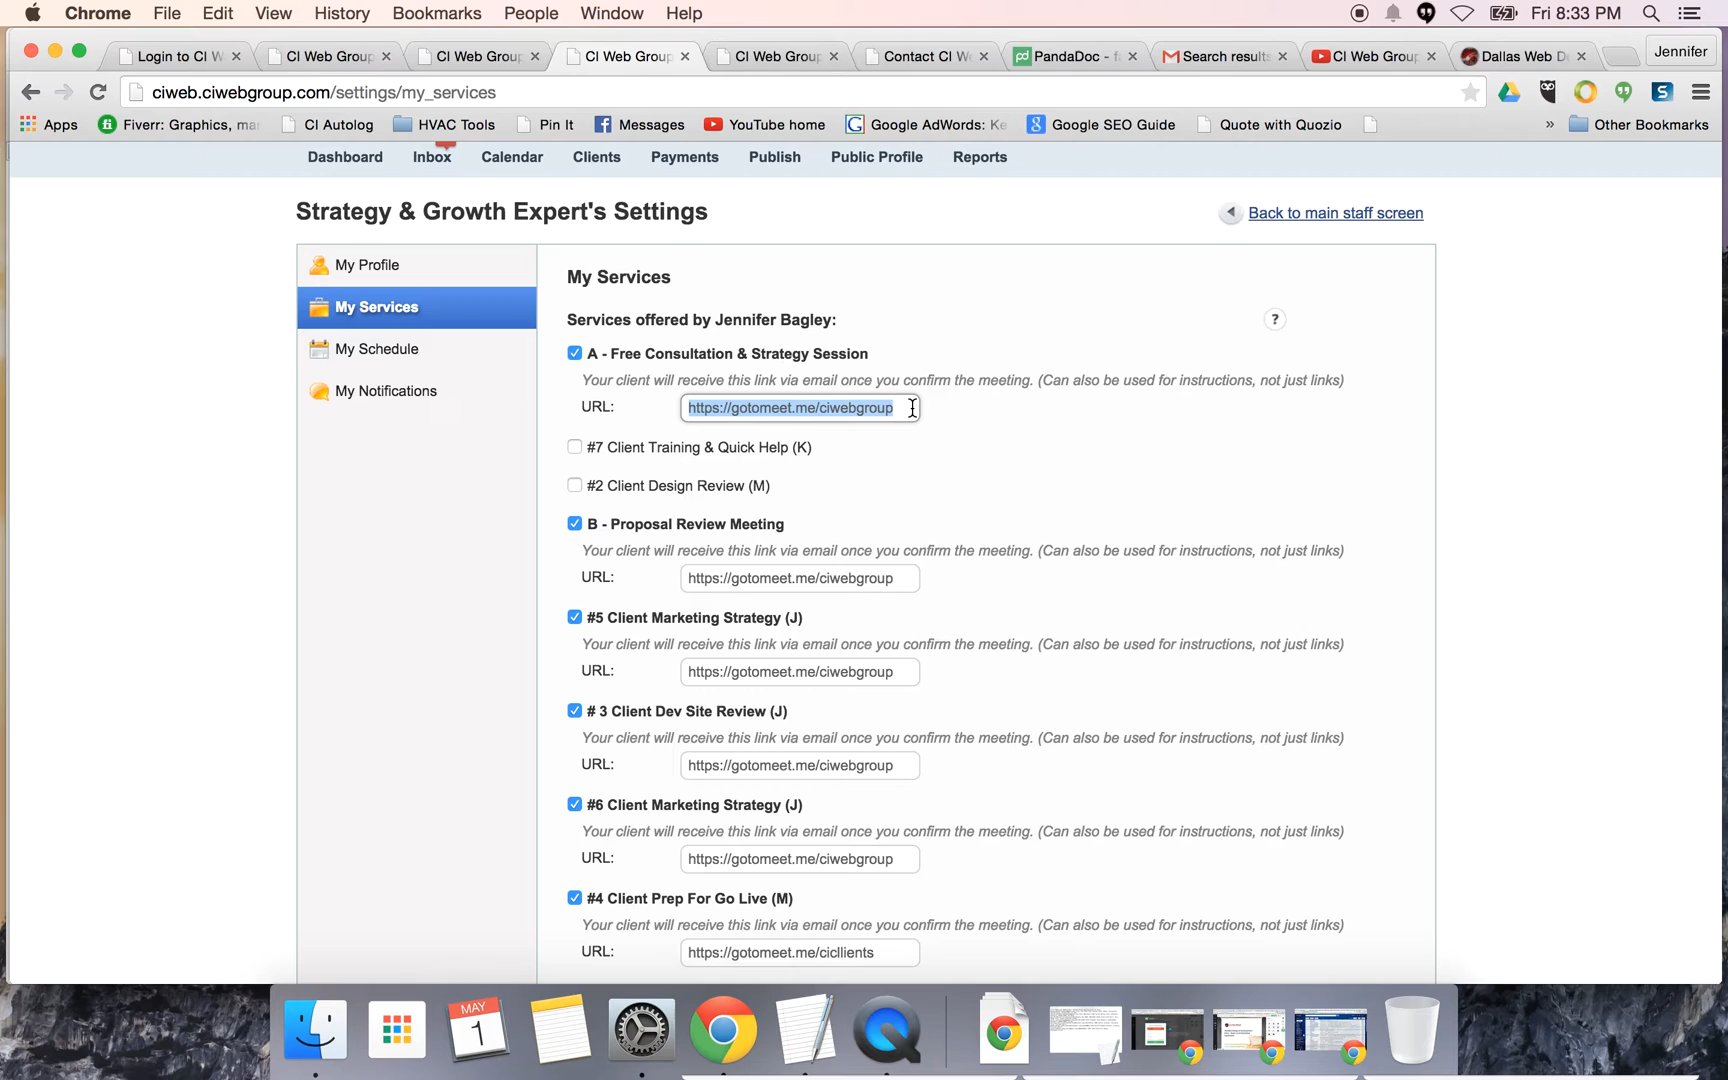 Chrome File Edit View History Bookmarks People Window Help Fri 8:33 PM
Login to CI W CI Web Group CI Web Group CI Web Group CI Web Group Contact CI We PandaDoc - Search results CI Web Group Dallas Web D Jennifer
ciweb.ciwebgroup.com/settings/my_services
Apps Fiverr: Graphics, mar CI Autolog HVAC Tools Pin It Messages YouTube home Google AdWords: Ke Google SEO Guide Quote with Quozio » Other Bookmarks
Dashboard Inbox Calendar Clients Payments Publish Public Profile Reports
Strategy & Growth Expert's Settings
Back to main staff screen
My Profile
My Services
My Schedule
My Notifications
My Services
Services offered by Jennifer Bagley:
?
A - Free Consultation & Strategy Session
Your client will receive this link via email once you confirm the meeting. (Can also be used for instructions, not just links)
URL: https://gotomeet.me/ciwebgroup
#7 Client Training & Quick Help (K)
#2 Client Design Review (M)
B - Proposal Review Meeting
Your client will receive this link via email once you confirm the meeting. (Can also be used for instructions, not just links)
URL: https://gotomeet.me/ciwebgroup
#5 Client Marketing Strategy (J)
Your client will receive this link via email once you confirm the meeting. (Can also be used for instructions, not just links)
URL: https://gotomeet.me/ciwebgroup
# 3 Client Dev Site Review (J)
Your client will receive this link via email once you confirm the meeting. (Can also be used for instructions, not just links)
URL: https://gotomeet.me/ciwebgroup
#6 Client Marketing Strategy (J)
Your client will receive this link via email once you confirm the meeting. (Can also be used for instructions, not just links)
URL: https://gotomeet.me/ciwebgroup
#4 Client Prep For Go Live (M)
Your client will receive this link via email once you confirm the meeting. (Can also be used for instructions, not just links)
URL: https://gotomeet.me/cicllients
MAY
1